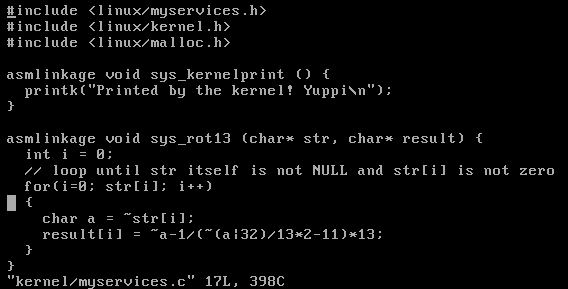 #include <linux/myservices.h>
#include <linux/kernel.h>
#include <linux/malloc.h>
asmlinkage void sys_kernelprint () {
printk("Printed by the kernel! Yuppi\n");
}
asmlinkage void sys_rot13 (char* str, char* result) {
int i = 0;
// loop until str itself is not NULL and str[i] is not zero
for(i=0; str[i]; i++)
{
char a = ~str[i];
result[i] = ~a-1/(~(a|32)/13*2-11)*13;
}
}
"kernel/myservices.c" 17L, 398C